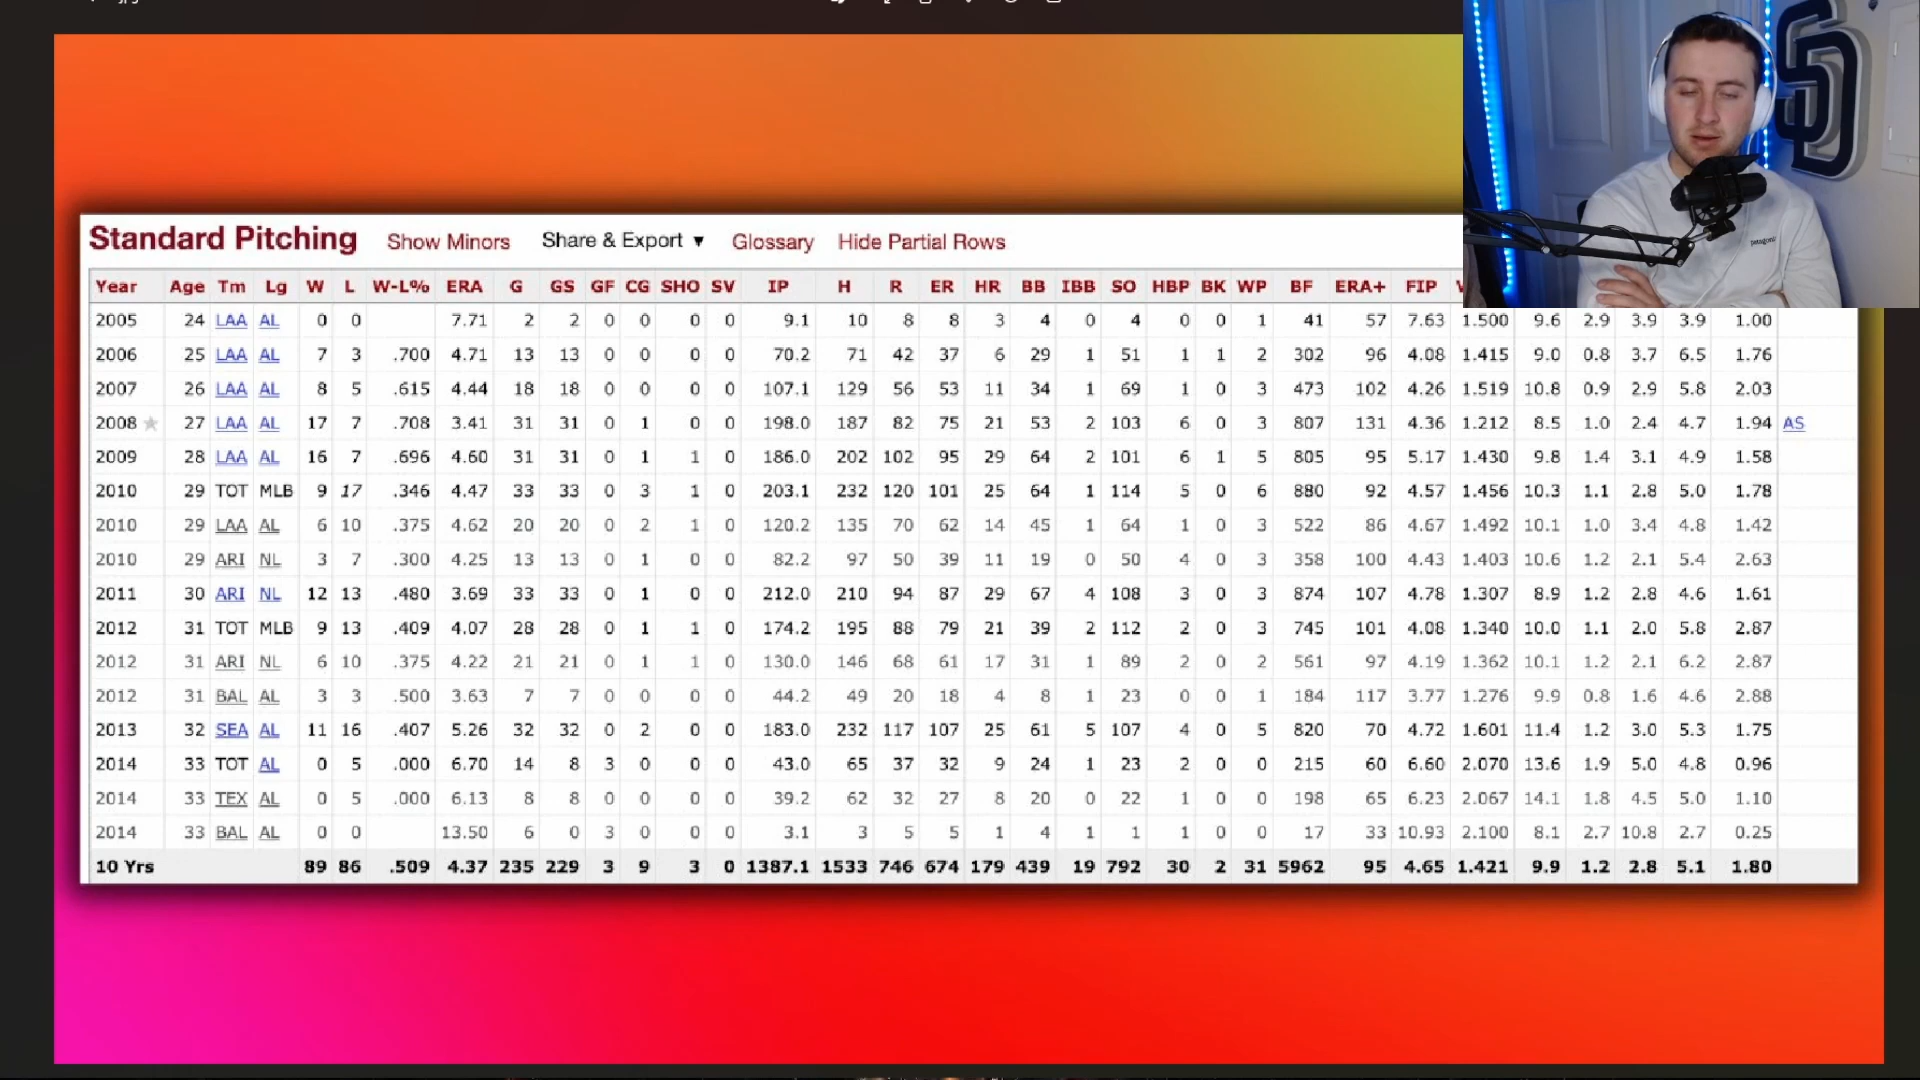 Standard Pitching Show Minors Share & Export ▼ Glossary Hide Partial Rows
Year Age Tm Lg W L W-L% ERA G GS GF CG SHO SV IP H R ER HR BB IBB SO HBP BK WP BF ERA+ FIP
2005 24 LAA AL 0 0 7.71 2 2 0 0 0 0 9.1 10 8 8 3 4 0 4 0 0 1 41 57 7.63 1.500 9.6 2.9 3.9 3.9 1.00
2006 25 LAA AL 7 3 .700 4.71 13 13 0 0 0 0 70.2 71 42 37 6 29 1 51 1 1 2 302 96 4.08 1.415 9.0 0.8 3.7 6.5 1.76
2007 26 LAA AL 8 5 .615 4.44 18 18 0 0 0 0 107.1 129 56 53 11 34 1 69 1 0 3 473 102 4.26 1.519 10.8 0.9 2.9 5.8 2.03
2008 ★ 27 LAA AL 17 7 .708 3.41 31 31 0 1 0 0 198.0 187 82 75 21 53 2 103 6 0 3 807 131 4.36 1.212 8.5 1.0 2.4 4.7 1.94 AS
2009 28 LAA AL 16 7 .696 4.60 31 31 0 1 1 0 186.0 202 102 95 29 64 2 101 6 1 5 805 95 5.17 1.430 9.8 1.4 3.1 4.9 1.58
2010 29 TOT MLB 9 17 .346 4.47 33 33 0 3 1 0 203.1 232 120 101 25 64 1 114 5 0 6 880 92 4.57 1.456 10.3 1.1 2.8 5.0 1.78
2010 29 LAA AL 6 10 .375 4.62 20 20 0 2 1 0 120.2 135 70 62 14 45 1 64 1 0 3 522 86 4.67 1.492 10.1 1.0 3.4 4.8 1.42
2010 29 ARI NL 3 7 .300 4.25 13 13 0 1 0 0 82.2 97 50 39 11 19 0 50 4 0 3 358 100 4.43 1.403 10.6 1.2 2.1 5.4 2.63
2011 30 ARI NL 12 13 .480 3.69 33 33 0 1 0 0 212.0 210 94 87 29 67 4 108 3 0 3 874 107 4.78 1.307 8.9 1.2 2.8 4.6 1.61
2012 31 TOT MLB 9 13 .409 4.07 28 28 0 1 1 0 174.2 195 88 79 21 39 2 112 2 0 3 745 101 4.08 1.340 10.0 1.1 2.0 5.8 2.87
2012 31 ARI NL 6 10 .375 4.22 21 21 0 1 1 0 130.0 146 68 61 17 31 1 89 2 0 2 561 97 4.19 1.362 10.1 1.2 2.1 6.2 2.87
2012 31 BAL AL 3 3 .500 3.63 7 7 0 0 0 0 44.2 49 20 18 4 8 1 23 0 0 1 184 117 3.77 1.276 9.9 0.8 1.6 4.6 2.88
2013 32 SEA AL 11 16 .407 5.26 32 32 0 2 0 0 183.0 232 117 107 25 61 5 107 4 0 5 820 70 4.72 1.601 11.4 1.2 3.0 5.3 1.75
2014 33 TOT AL 0 5 .000 6.70 14 8 3 0 0 0 43.0 65 37 32 9 24 1 23 2 0 0 215 60 6.60 2.070 13.6 1.9 5.0 4.8 0.96
2014 33 TEX AL 0 5 .000 6.13 8 8 0 0 0 0 39.2 62 32 27 8 20 0 22 1 0 0 198 65 6.23 2.067 14.1 1.8 4.5 5.0 1.10
2014 33 BAL AL 0 0 13.50 6 0 3 0 0 0 3.1 3 5 5 1 4 1 1 1 0 0 17 33 10.93 2.100 8.1 2.7 10.8 2.7 0.25
10 Yrs 89 86 .509 4.37 235 229 3 9 3 0 1387.1 1533 746 674 179 439 19 792 30 2 31 5962 95 4.65 1.421 9.9 1.2 2.8 5.1 1.80
SD
patagonia